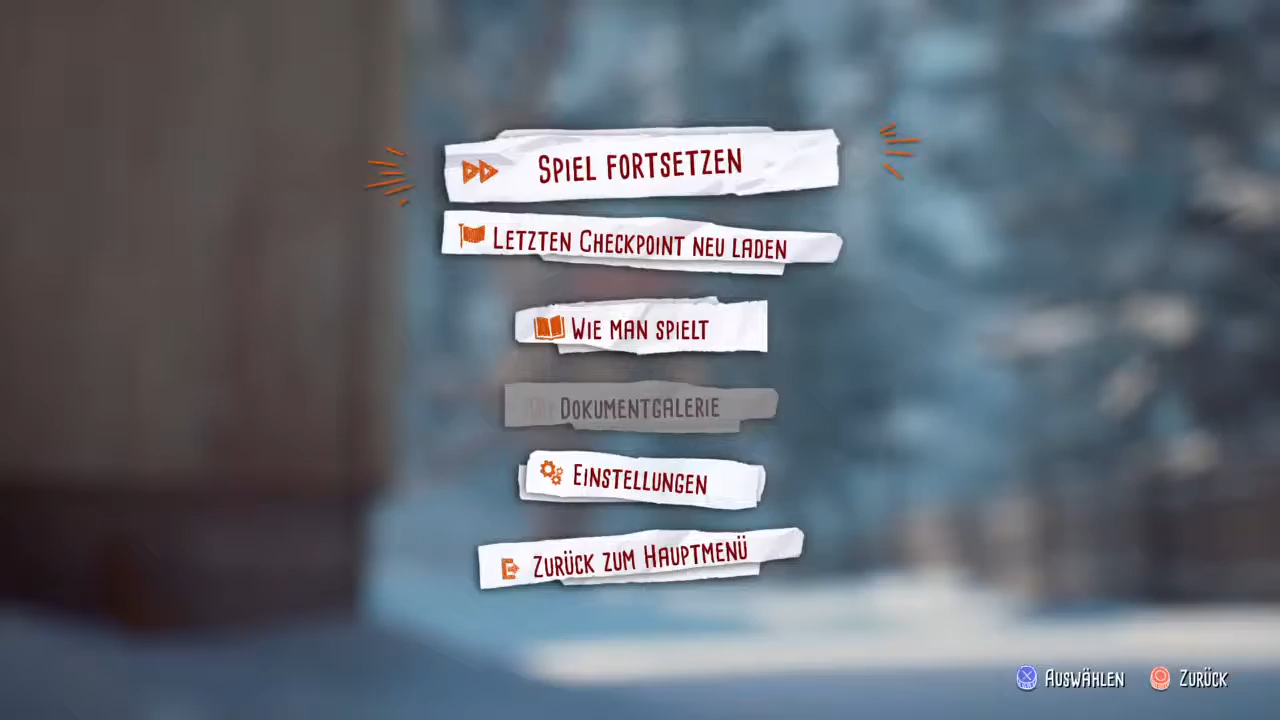 Spiel fortsetzen
Letzten Checkpoint neu laden
Wie man spielt
Dokumentgalerie
Einstellungen
Zurück zum Hauptmenü
Auswählen Zurück